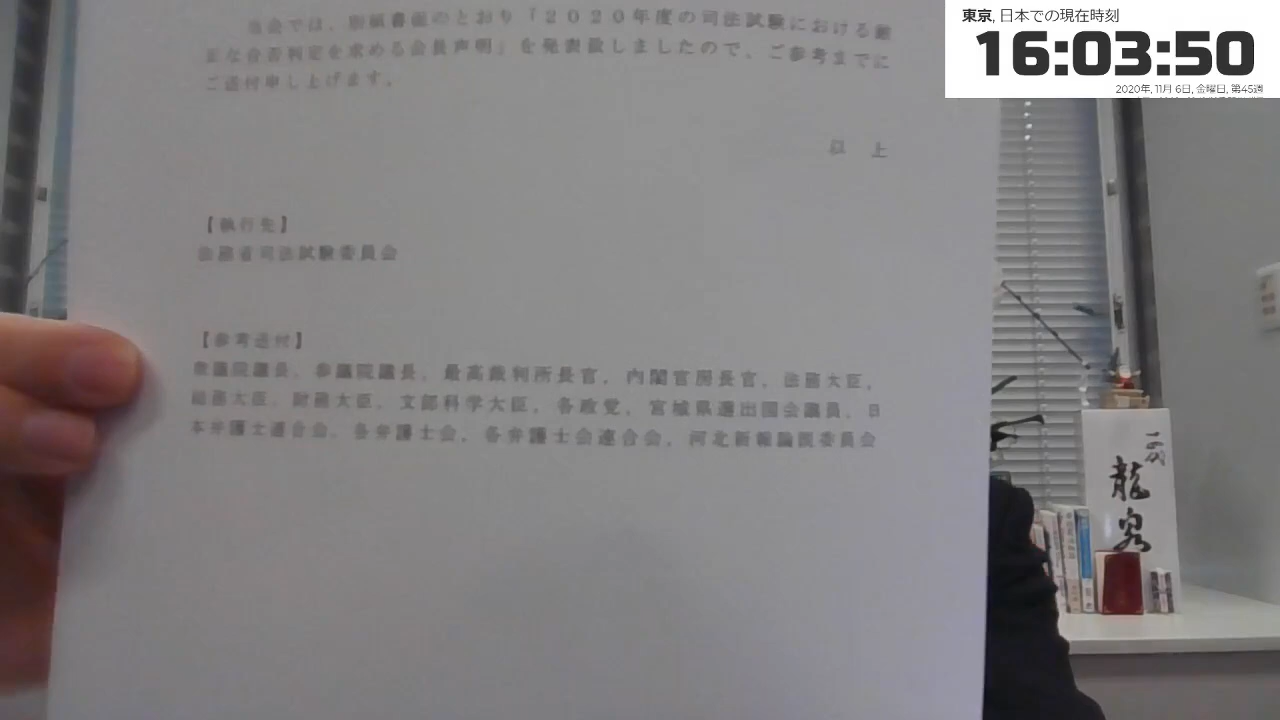 東京, 日本での現在時刻
16:03:50
2020年, 11月 6日, 金曜日, 第45週
当会では、別紙書面のとおり「2020年度の司法試験における厳
正な合否判定を求める会長声明」を発表致しましたので、ご参考までに
ご送付申し上げます。
以 上
【執行先】
法務省司法試験委員会
【参考送付】
衆議院議長、参議院議長、最高裁判所長官、内閣官房長官、法務大臣、
総務大臣、財務大臣、文部科学大臣、各政党、宮城県選出国会議員、日
本弁護士連合会、各弁護士会、各弁護士会連合会、河北新報論説委員会
龍